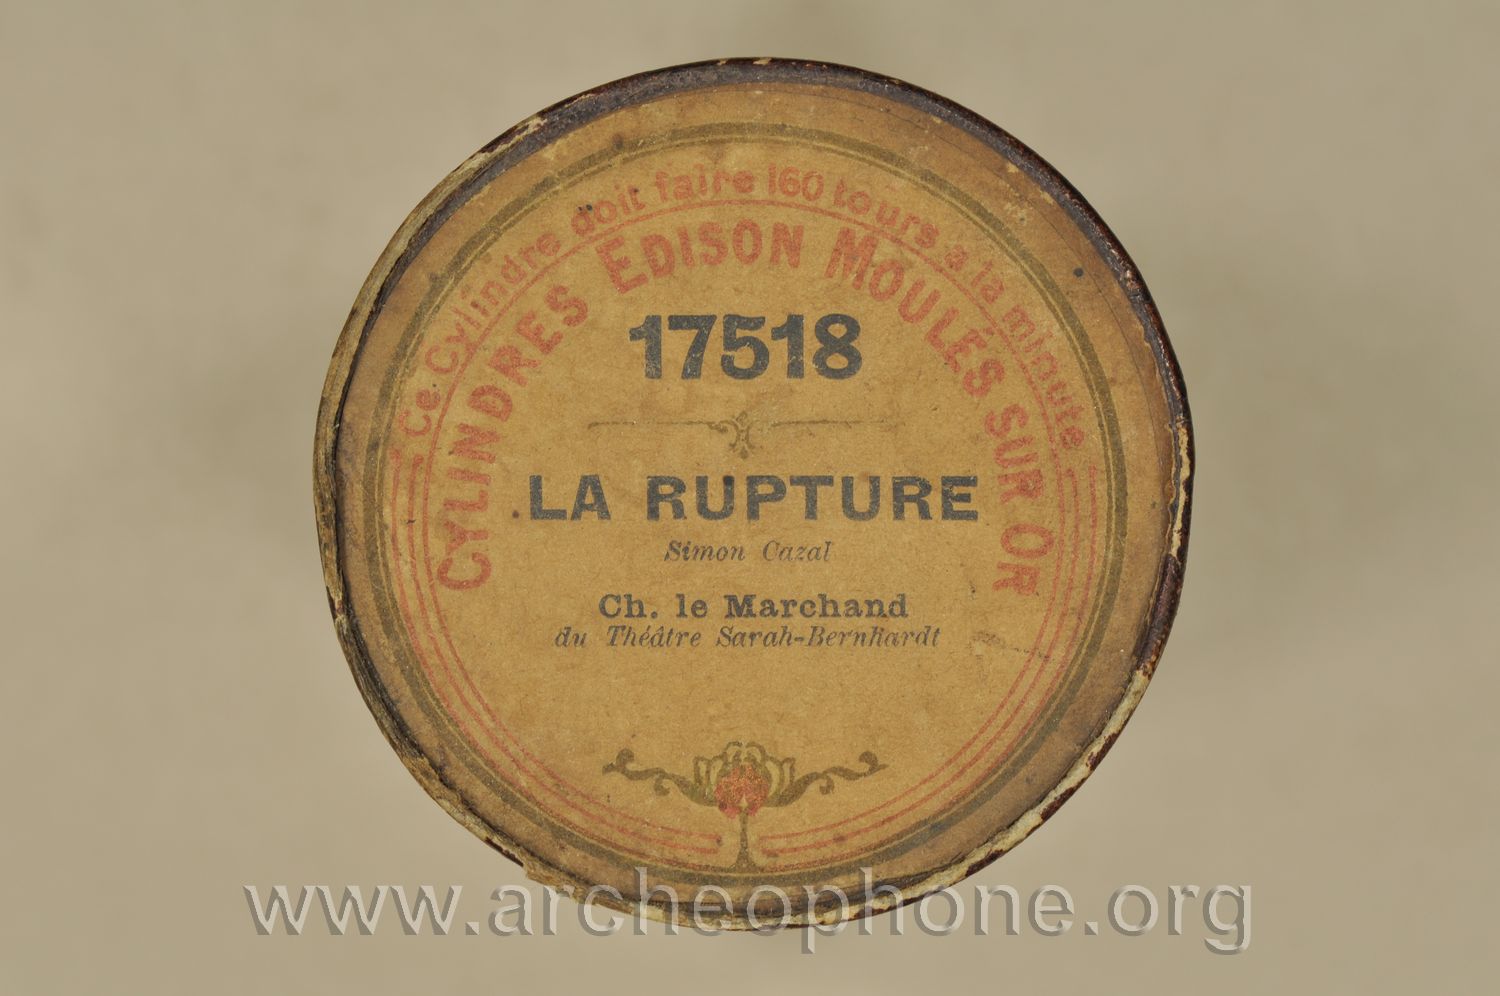 Ce Cylindre doit faire 160 tours a la minute
CYLINDRES EDISON MOULÉS SUR OR
17518
LA RUPTURE
Simon Cazal
Ch. le Marchand
du Théâtre Sarah-Bernhardt
www.archeophone.org